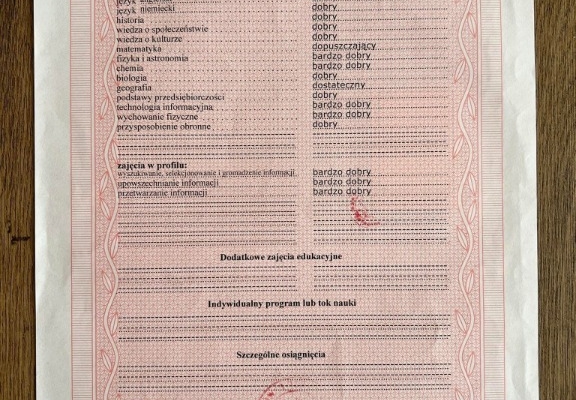 język
język niemiecki dobry
historia dobry
wiedza o społeczeństwie dobry
wiedza o kulturze dobry
matematyka dopuszczający
fizyka i astronomia bardzo dobry
chemia bardzo dobry
biologia dobry
geografia dostateczny
podstawy przedsiębiorczości dobry
technologia informacyjna bardzo dobry
wychowanie fizyczne bardzo dobry
przysposobienie obronne dobry
zajęcia w profilu:
wyszukiwanie, selekcjonowanie i gromadzenie informacji bardzo dobry
upowszechnianie informacji bardzo dobry
przetwarzanie informacji bardzo dobry
Dodatkowe zajęcia edukacyjne
Indywidualny program lub tok nauki
Szczególne osiągnięcia